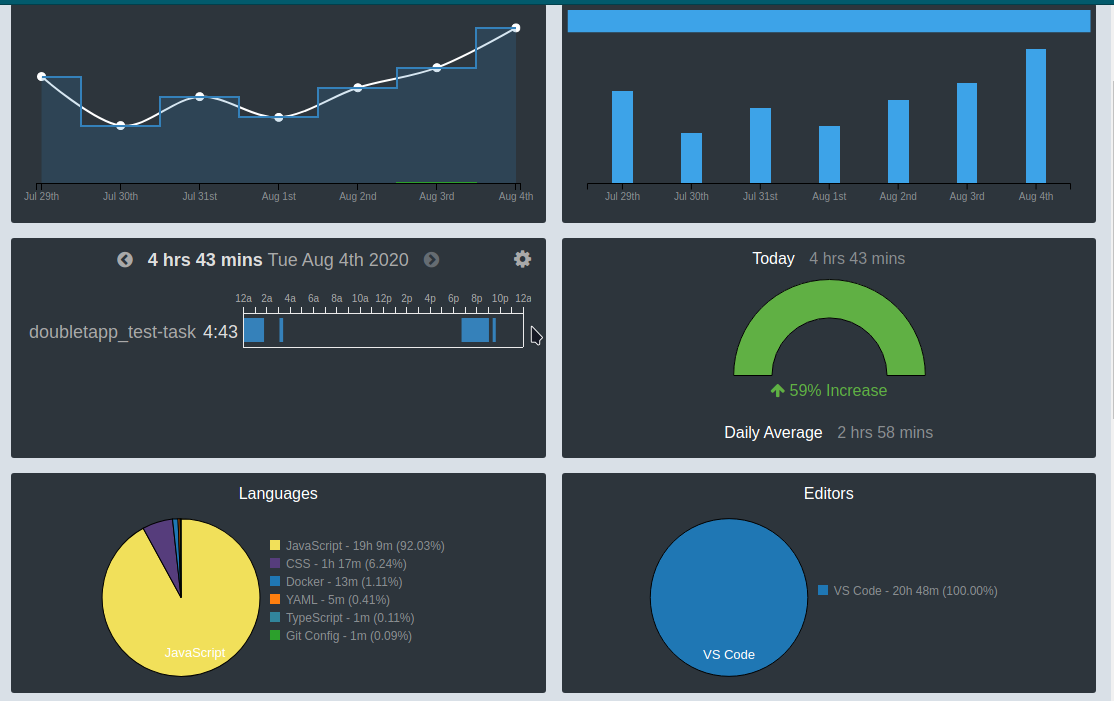 Jul 29th Jul 30th Jul 31st Aug 1st Aug 2nd Aug 3rd Aug 4th
Jul 29th Jul 30th Jul 31st Aug 1st Aug 2nd Aug 3rd Aug 4th
4 hrs 43 mins Tue Aug 4th 2020
12a 2a 4a 6a 8a 10a 12p 2p 4p 6p 8p 10p 12a
doubletapp_test-task 4:43
Today 4 hrs 43 mins
59% Increase
Daily Average 2 hrs 58 mins
Languages
JavaScript - 19h 9m (92.03%)
CSS - 1h 17m (6.24%)
Docker - 13m (1.11%)
YAML - 5m (0.41%)
TypeScript - 1m (0.11%)
Git Config - 1m (0.09%)
JavaScript
Editors
VS Code - 20h 48m (100.00%)
VS Code